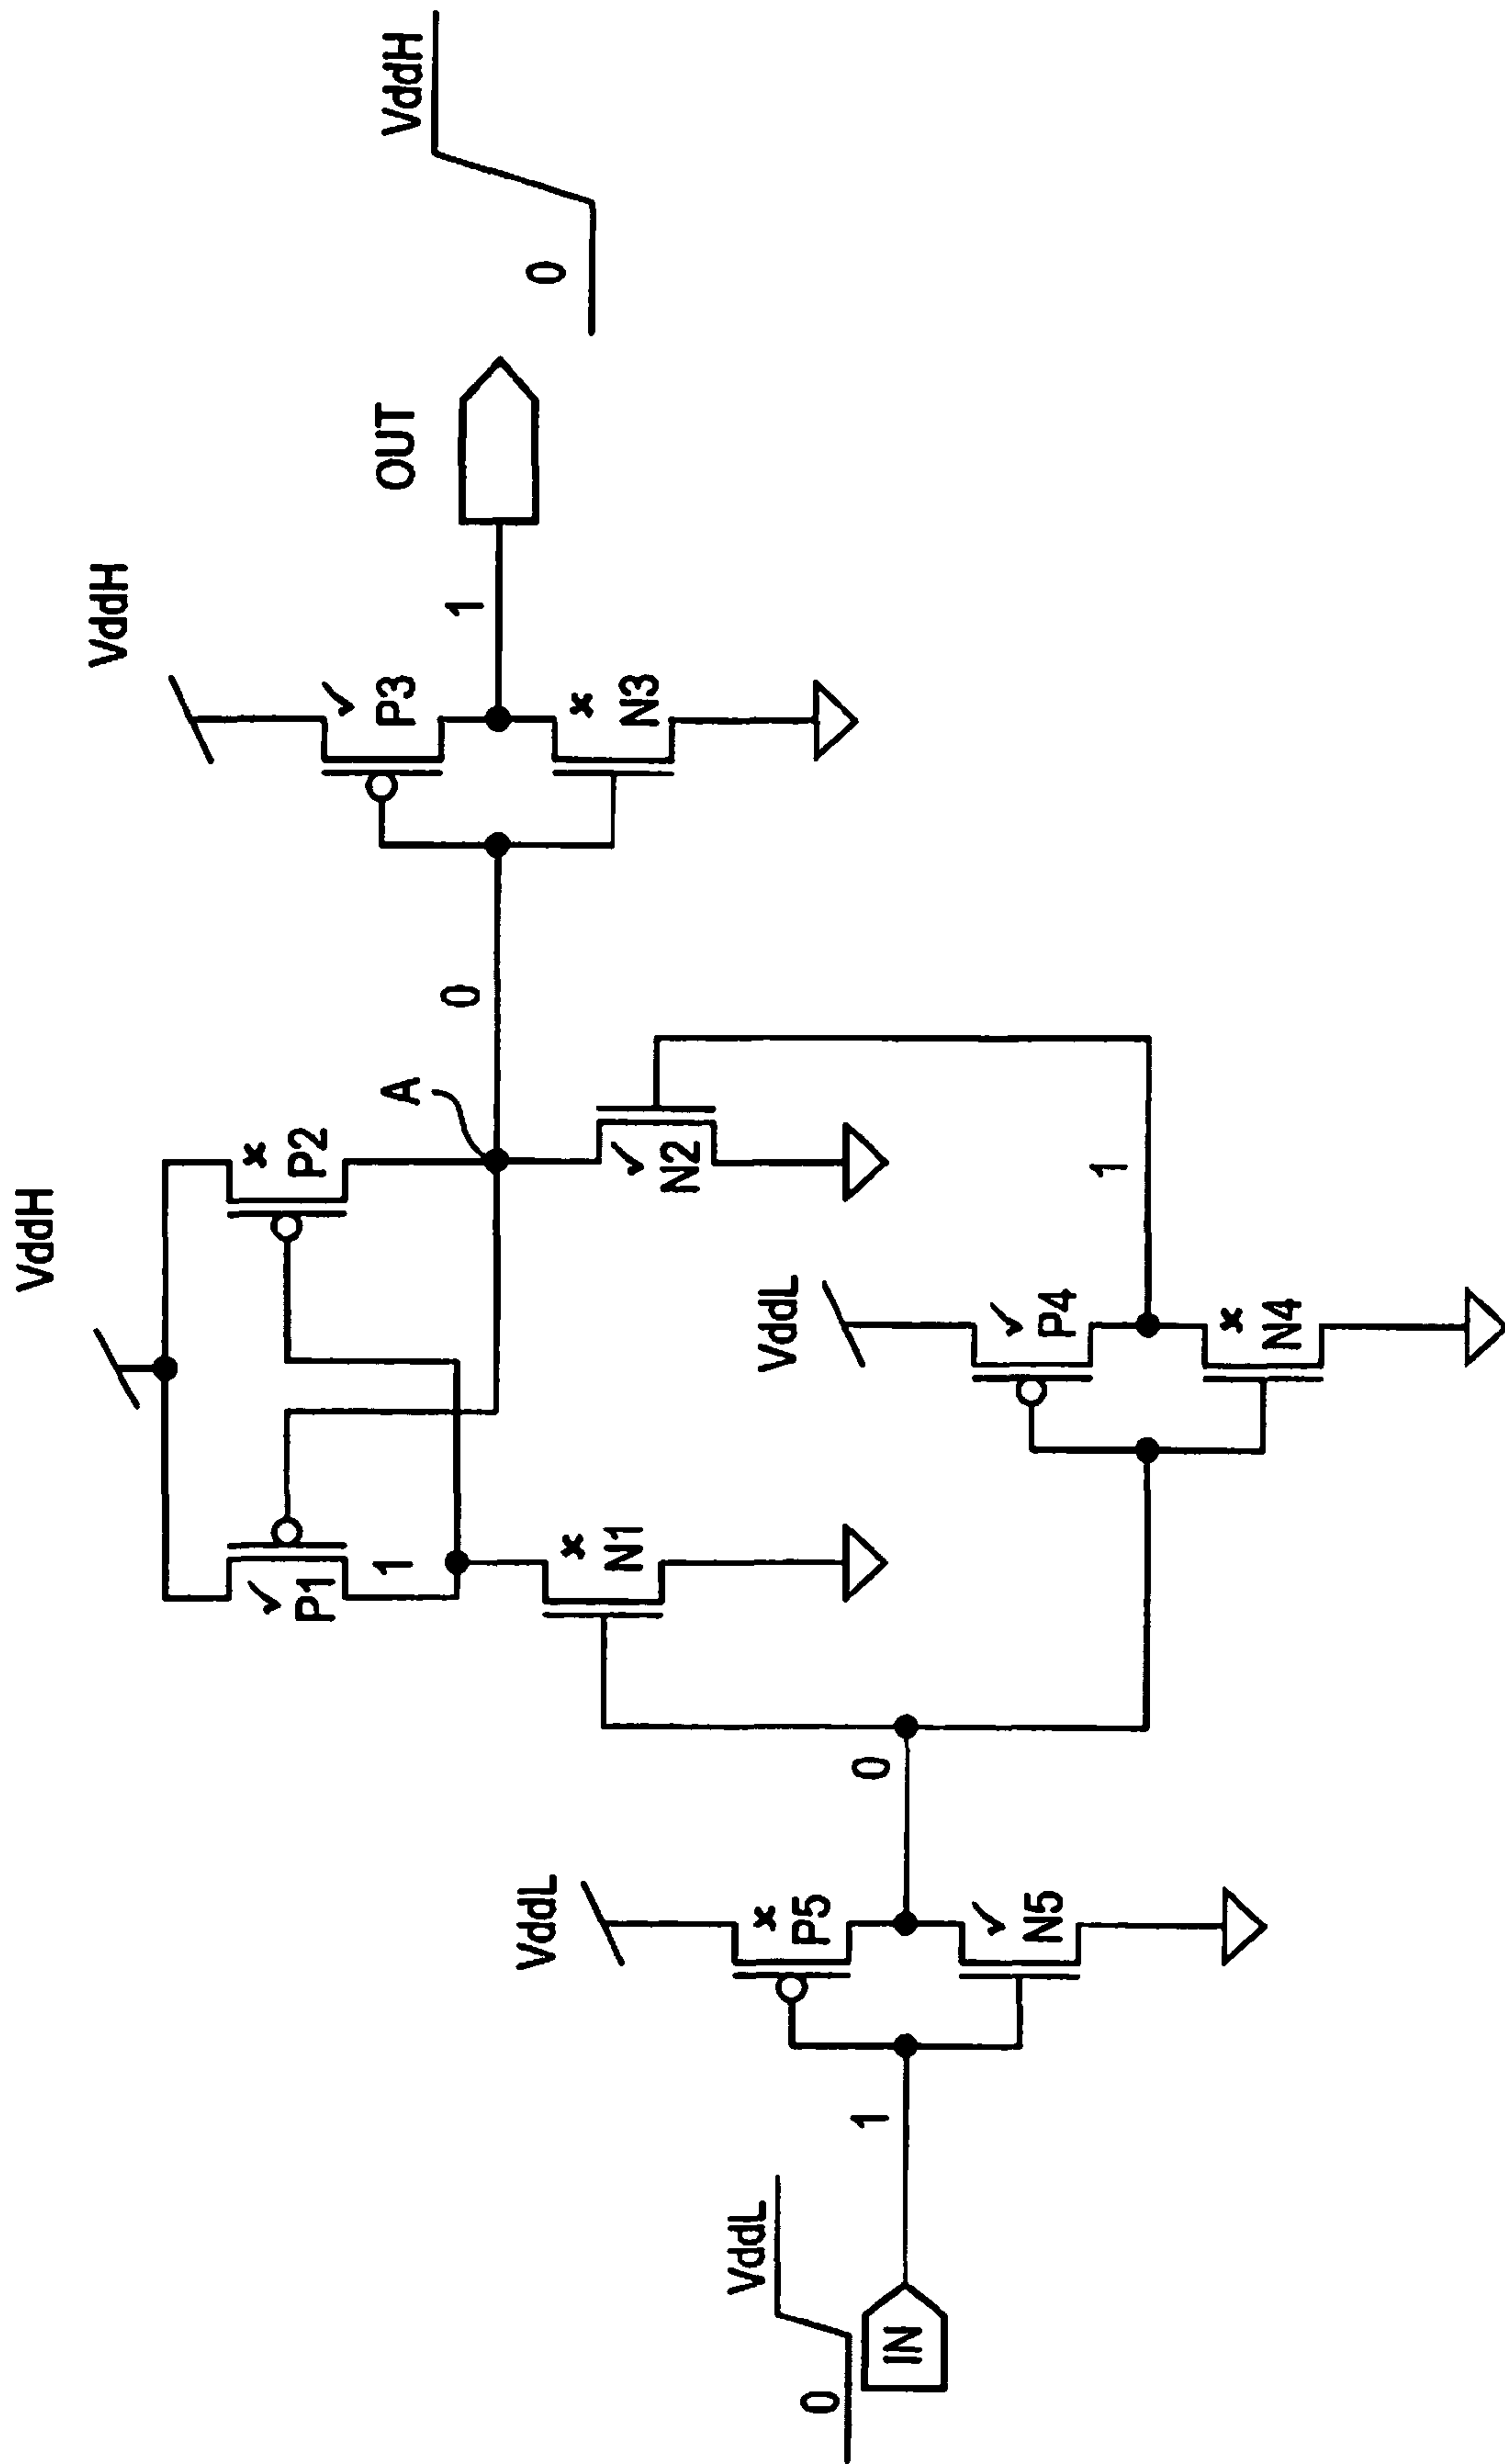 VddH
VddH
VddH
P1
✓
1
x
P2
A
0
✓
P3
1
OUT
0
x
N3
VddL
x
P5
x
N1
VddL
✓
N2
0
VddL
IN
1
0
✓
N5
✓
P4
1
x
N4